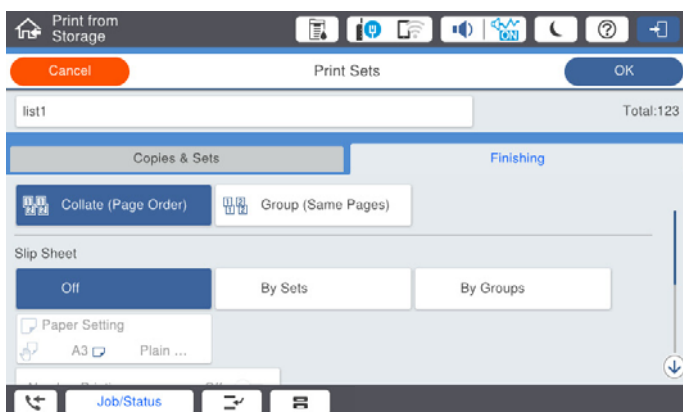 Print from
Storage
ON
Cancel
Print Sets
OK
list1
Total:123
Copies & Sets
Finishing
Collate (Page Order)
Group (Same Pages)
Slip Sheet
Off
By Sets
By Groups
Paper Setting
A3
Plain ...
Job/Status